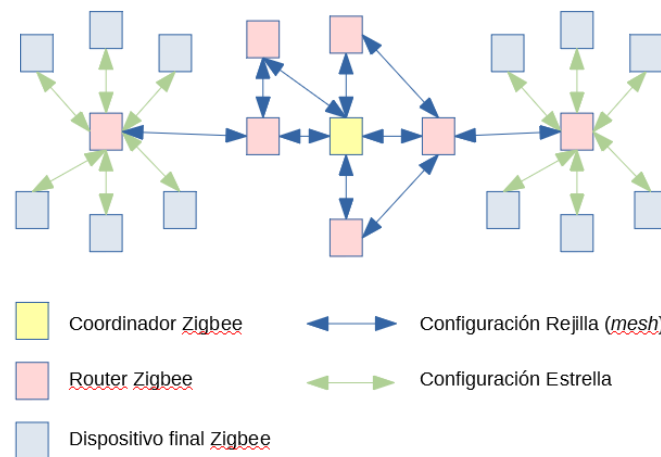 Coordinador Zigbee
Configuración Rejilla (mesh)
Router Zigbee
Configuración Estrella
Dispositivo final Zigbee